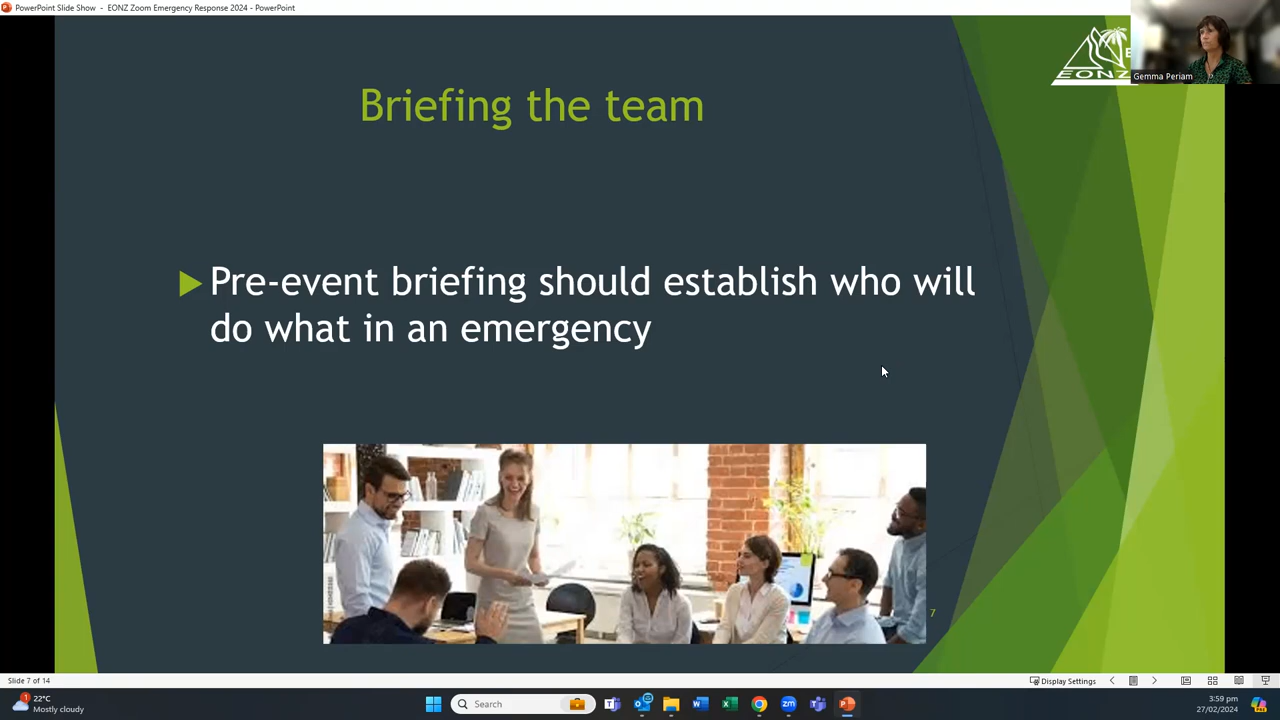 PowerPoint Slide Show - EONZ Zoom Emergency Response 2024 - PowerPoint
EONZ
Gemma Periam
Briefing the team
Pre-event briefing should establish who will
do what in an emergency
7
Slide 7 of 14
Display Settings
1
22°C
Mostly cloudy
Search
3:59 pm
27/02/2024